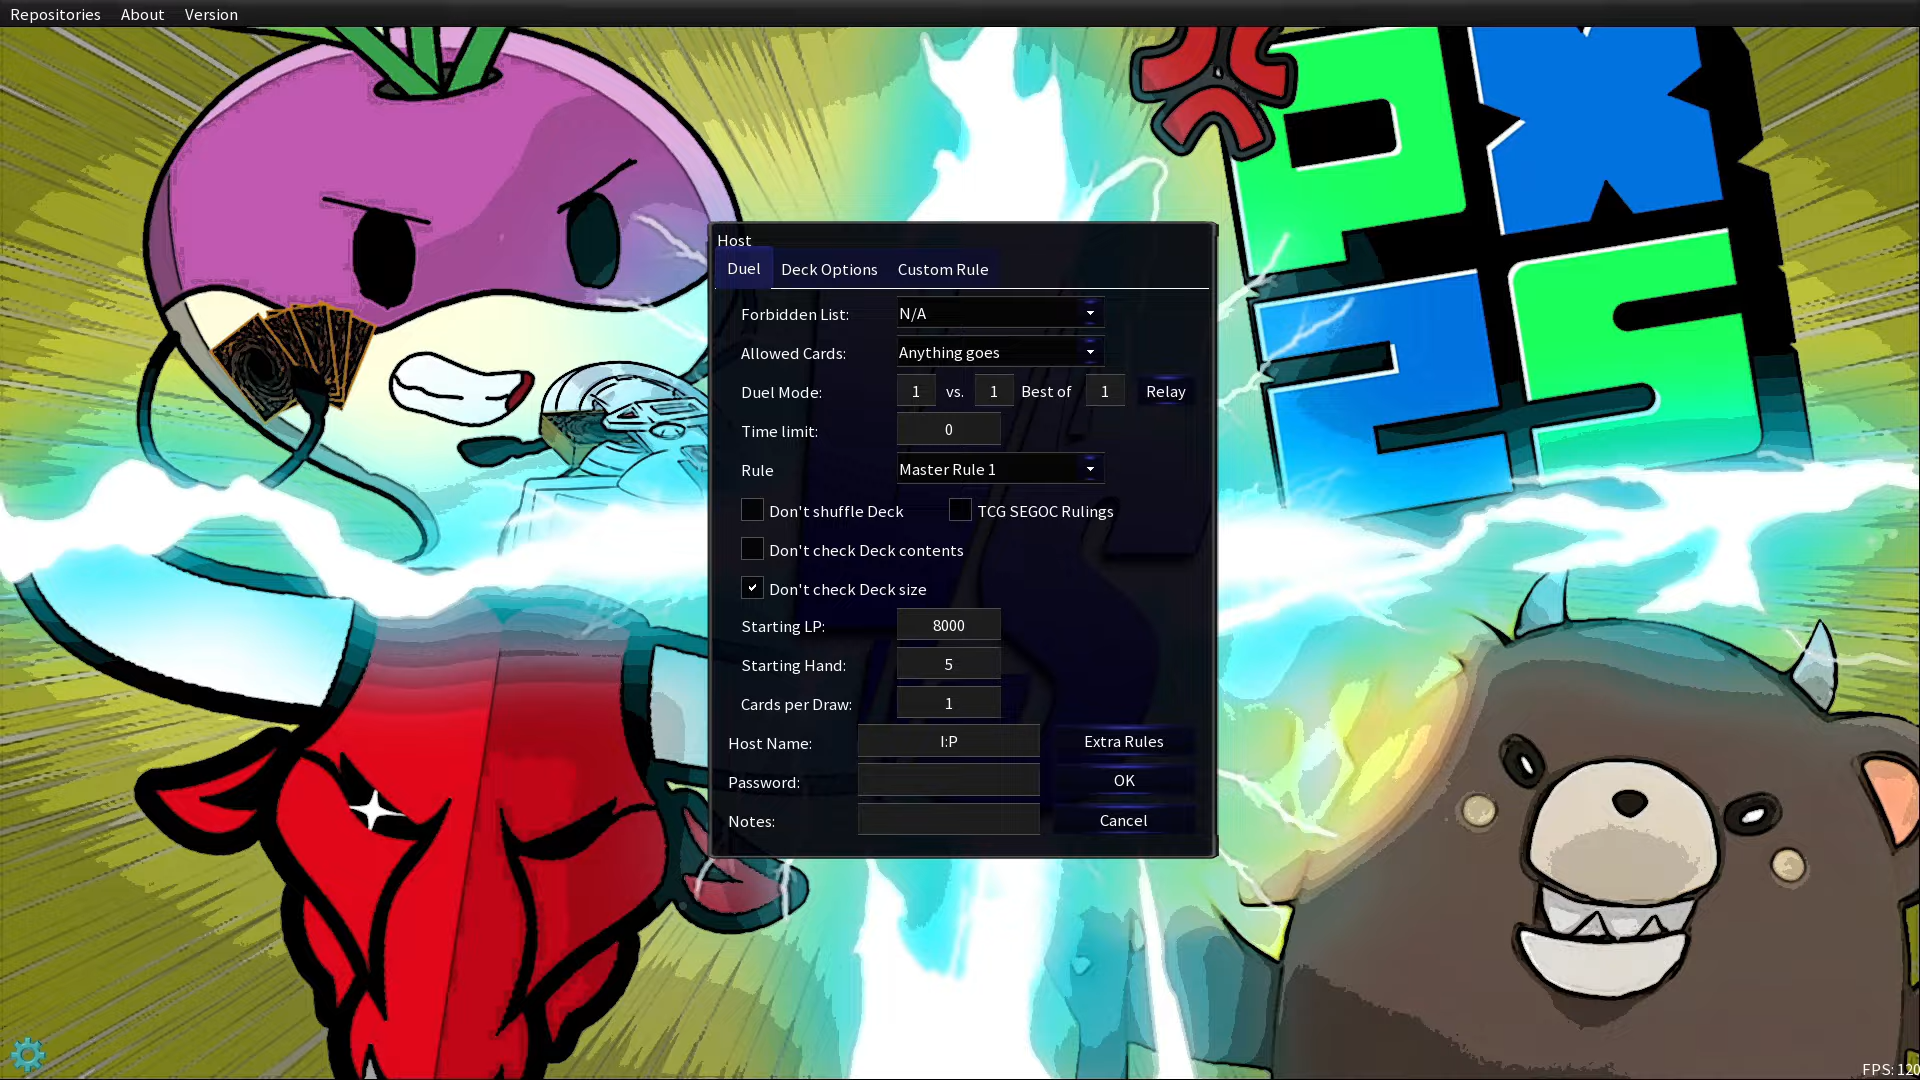 Repositories About Version
Host
Duel Deck Options Custom Rule
Forbidden List: N/A
Allowed Cards: Anything goes
Duel Mode: 1 vs. 1 Best of 1 Relay
Time limit: 0
Rule Master Rule 1
Don't shuffle Deck TCG SEGOC Rulings
Don't check Deck contents
Don't check Deck size
Starting LP: 8000
Starting Hand: 5
Cards per Draw: 1
Host Name: I:P Extra Rules
Password: OK
Notes: Cancel
FPS: 120